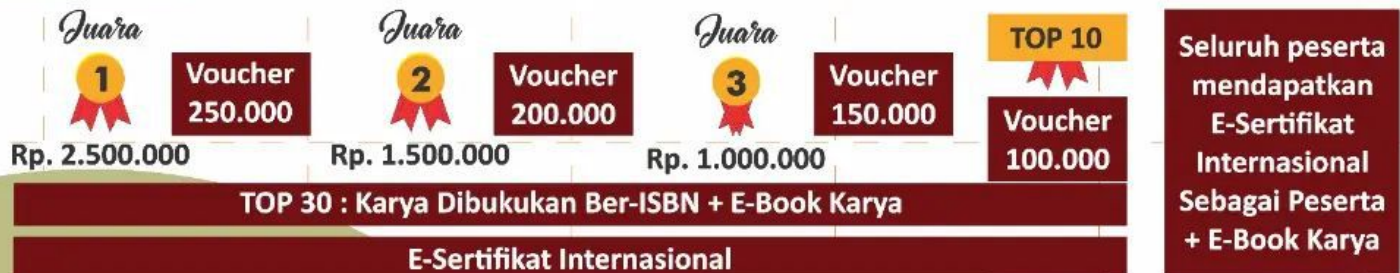 Juara
1
Voucher
250.000
Rp. 2.500.000
Juara
2
Voucher
200.000
Rp. 1.500.000
Juara
3
Voucher
150.000
Rp. 1.000.000
TOP 10
Voucher
100.000
TOP 30 : Karya Dibukukan Ber-ISBN + E-Book Karya
E-Sertifikat Internasional
Seluruh peserta
mendapatkan
E-Sertifikat
Internasional
Sebagai Peserta
+ E-Book Karya